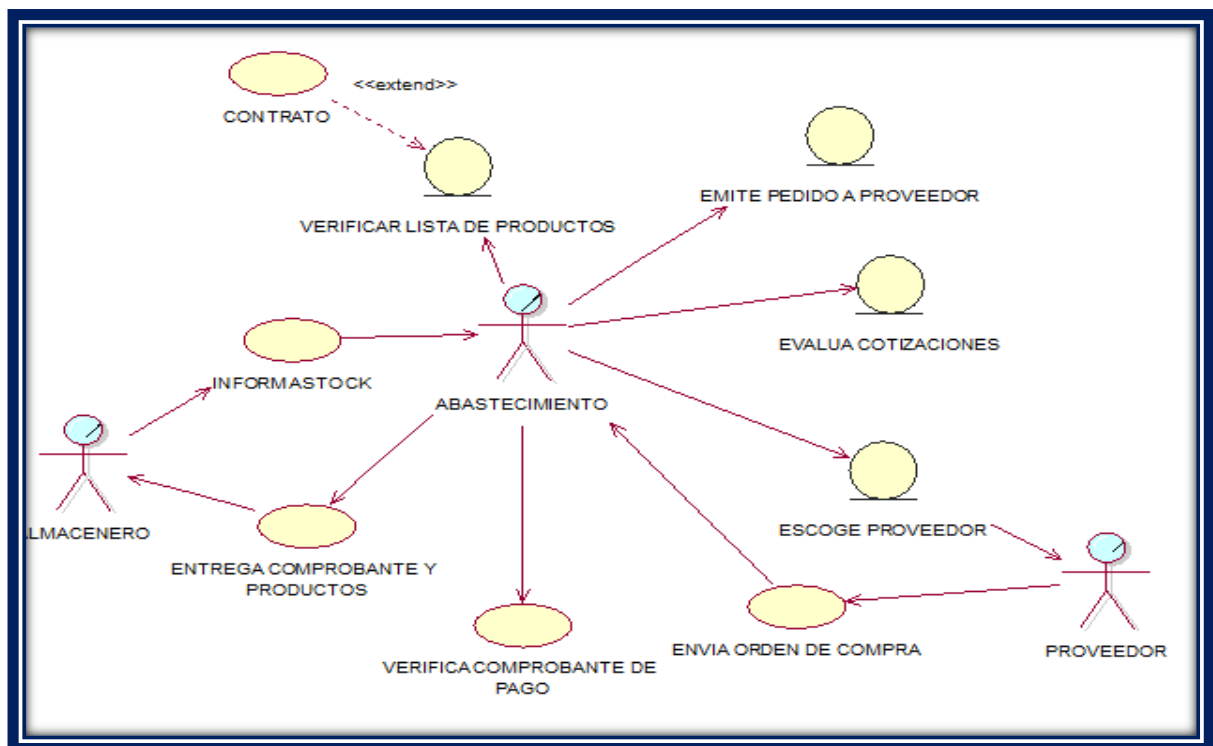 <<extend>>
CONTRATO
EMITE PEDIDO A PROVEEDOR
VERIFICAR LISTA DE PRODUCTOS
EVALUA COTIZACIONES
INFORMASTOCK
ABASTECIMIENTO
LMACENERO
ESCOGE PROVEEDOR
ENTREGA COMPROBANTE Y
PRODUCTOS
ENVIA ORDEN DE COMPRA
PROVEEDOR
VERIFICA COMPROBANTE DE
PAGO